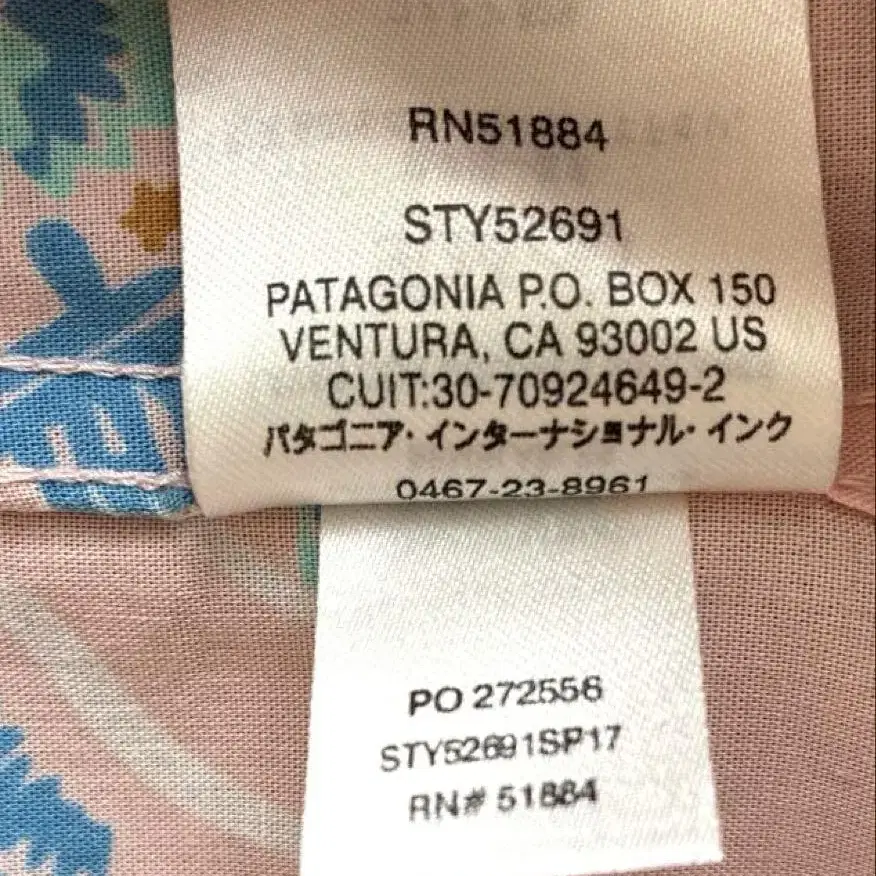 RN51884
STY52691
PATAGONIA P.O. BOX 150
VENTURA, CA 93002 US
CUIT:30-70924649-2
パタゴニア・インターナショナル・インク
0467-23-8961
PO 272556
STY52691SP17
RN# 51884